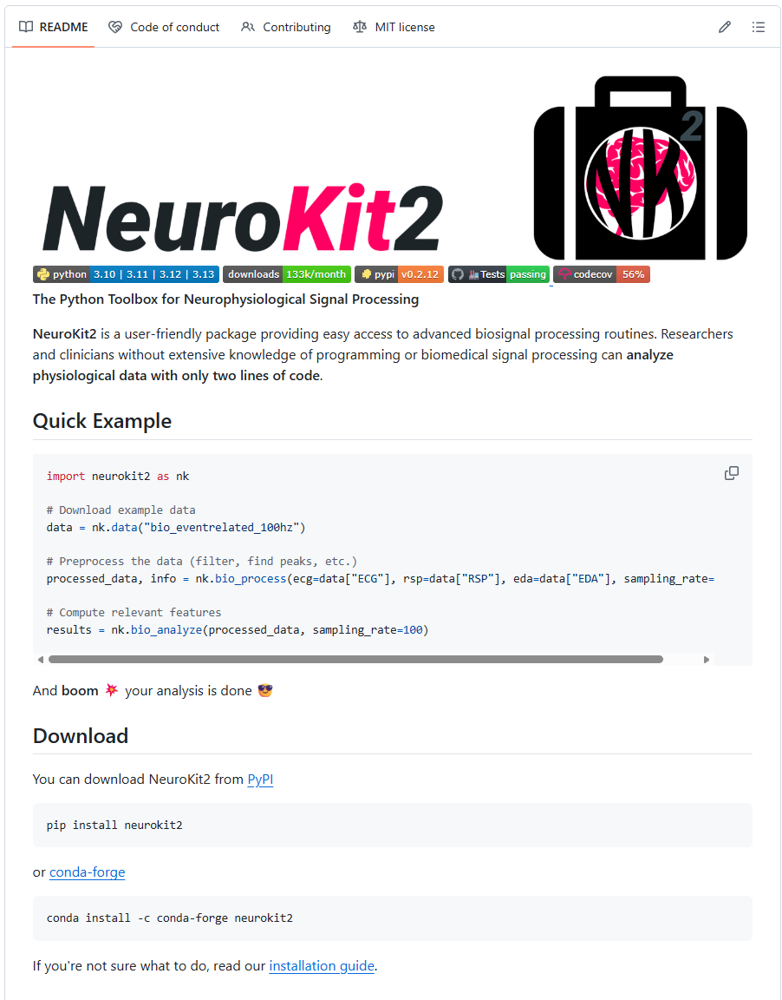 README Code of conduct Contributing MIT license
2
NK
NeuroKit2
python 3.10 | 3.11 | 3.12 | 3.13 downloads 133k/month pypi v0.2.12 Tests passing codecov 56%
The Python Toolbox for Neurophysiological Signal Processing
NeuroKit2 is a user-friendly package providing easy access to advanced biosignal processing routines. Researchers
and clinicians without extensive knowledge of programming or biomedical signal processing can analyze
physiological data with only two lines of code.
Quick Example
import neurokit2 as nk
# Download example data
data = nk.data("bio_eventrelated_100hz")
# Preprocess the data (filter, find peaks, etc.)
processed_data, info = nk.bio_process(ecg=data["ECG"], rsp=data["RSP"], eda=data["EDA"], sampling_rate=
# Compute relevant features
results = nk.bio_analyze(processed_data, sampling_rate=100)
And boom 💥 your analysis is done 😎
Download
You can download NeuroKit2 from PyPI
pip install neurokit2
or conda-forge
conda install -c conda-forge neurokit2
If you're not sure what to do, read our installation guide.